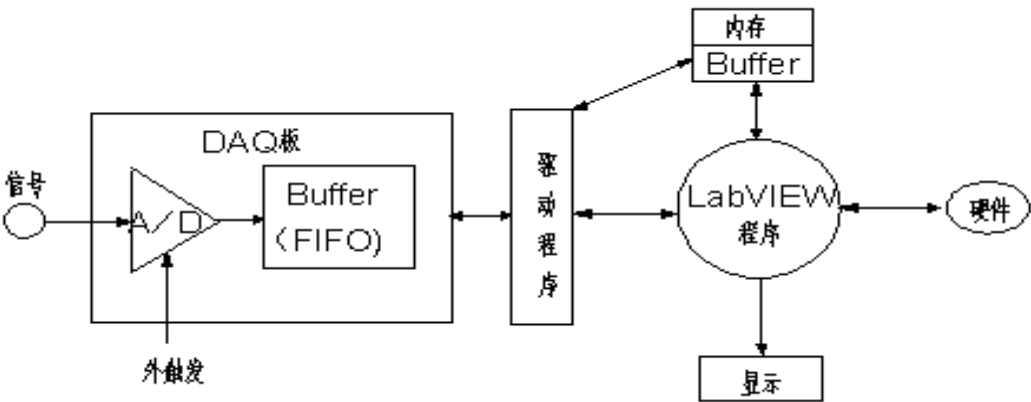 内存
Buffer
DAQ板
信号
A/D
Buffer
(FIFO)
外触发
驱动程序
LabVIEW
程序
硬件
显示